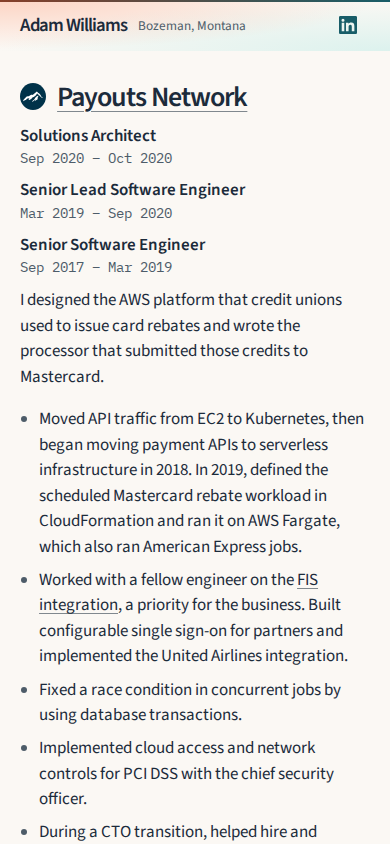 Adam Williams Bozeman, Montana
Payouts Network
Solutions Architect
Sep 2020 – Oct 2020
Senior Lead Software Engineer
Mar 2019 – Sep 2020
Senior Software Engineer
Sep 2017 – Mar 2019
I designed the AWS platform that credit unions
used to issue card rebates and wrote the
processor that submitted those credits to
Mastercard.
• Moved API traffic from EC2 to Kubernetes, then
began moving payment APIs to serverless
infrastructure in 2018. In 2019, defined the
scheduled Mastercard rebate workload in
CloudFormation and ran it on AWS Fargate,
which also ran American Express jobs.
• Worked with a fellow engineer on the FIS
integration, a priority for the business. Built
configurable single sign-on for partners and
implemented the United Airlines integration.
• Fixed a race condition in concurrent jobs by
using database transactions.
• Implemented cloud access and network
controls for PCI DSS with the chief security
officer.
• During a CTO transition, helped hire and